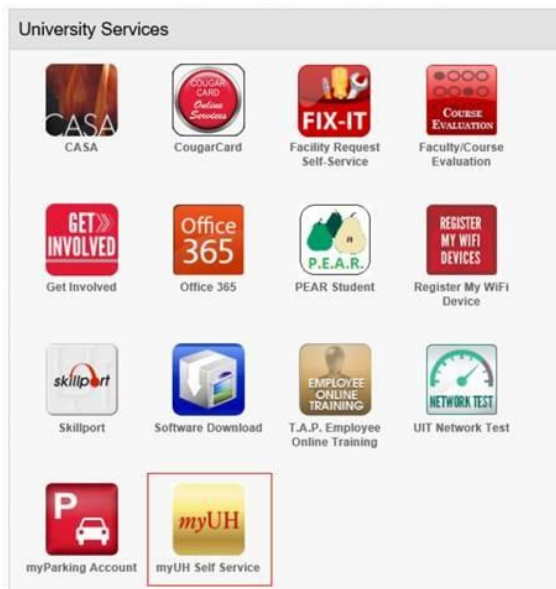 University Services
CASA
CASA
COUGAR
CARD
Online
Services
CougarCard
FIX-IT
Facility Request
Self-Service
COURSE
EVALUATION
Faculty/Course
Evaluation
GET
INVOLVED
Get Involved
Office
365
Office 365
n
P.E.A.R.
PEAR Student
REGISTER
MY WIFI
DEVICES
Register My WiFi
Device
skillport
Skillport
Software Download
EMPLOYEE
ONLINE
TRAINING
T.A.P. Employee
Online Training
NETWORK TEST
UIT Network Test
P
myParking Account
myUH
myUH Self Service